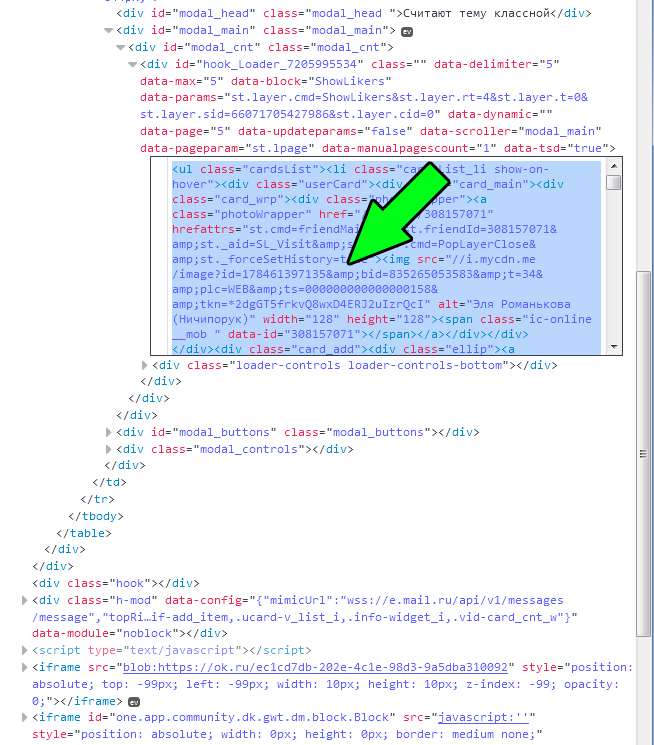 <div id="modal_head" class="modal_head ">Считают тему классной</div>
<div id="modal_main" class="modal_main"> ev
<div id="modal_cnt" class="modal_cnt">
<div id="hook_Loader_7205995534" class="" data-delimiter="5"
data-max="5" data-block="ShowLikers"
data-params="st.layer.cmd=ShowLikers&st.layer.rt=4&st.layer.t=0&
st.layer.sid=66071705427986&st.layer.cid=0" data-dynamic=""
data-page="5" data-updateparams="false" data-scroller="modal_main"
data-pageparam="st.lpage" data-manualpagescount="1" data-tsd="true">
<ul class="cardsList"><li class="card list_li show-on-
hover"><div class="userCard"><div "card_main"><div
class="card_wrp"><div class="pho pper"><a
class="photoWrapper" href="/ /308157071"
hrefattrs="st.cmd=friendMai st.friendId=308157071&
amp;st._aid=SL_Visit&amp;s .cmd=PopLayerClose&
amp;st._forceSetHistory=t e"><img src="//i.mycdn.me
/image?id=178461397135&amp;bid=835265053583&amp;t=34&
amp;plc=WEB&amp;ts=0000000000000000158&
amp;tkn=*2dgGT5frkvQ8wxD4ERJ2uIzrQcI" alt="Эля Романькова
(Ничипорук)" width="128" height="128"><span class="ic-online
__mob " data-id="308157071"></span></a></div></div>
</div><div class="card_add"><div class="ellip"><a
<div class="loader-controls loader-controls-bottom"></div>
</div>
</div>
</div>
<div id="modal_buttons" class="modal_buttons"></div>
<div class="modal_controls"></div>
</div>
</td>
</tr>
</tbody>
</table>
</div>
</div>
<div class="hook"></div>
<div class="h-mod" data-config="{"mimicUrl":"wss://e.mail.ru/api/v1/messages
/message","topRi…if-add_item,.ucard-v_list_i,.info-widget_i,.vid-card_cnt_w"}"
data-module="noblock"></div>
<script type="text/javascript"></script>
<iframe src="blob:https://ok.ru/ec1cd7db-202e-4c1e-98d3-9a5dba310092" style="position:
absolute; top: -99px; left: -99px; width: 10px; height: 10px; z-index: -99; opacity:
0;"></iframe> ev
<iframe id="one.app.community.dk.gwt.dm.block.Block" src="javascript:''"
style="position: absolute; width: 0px; height: 0px; border: medium none;"